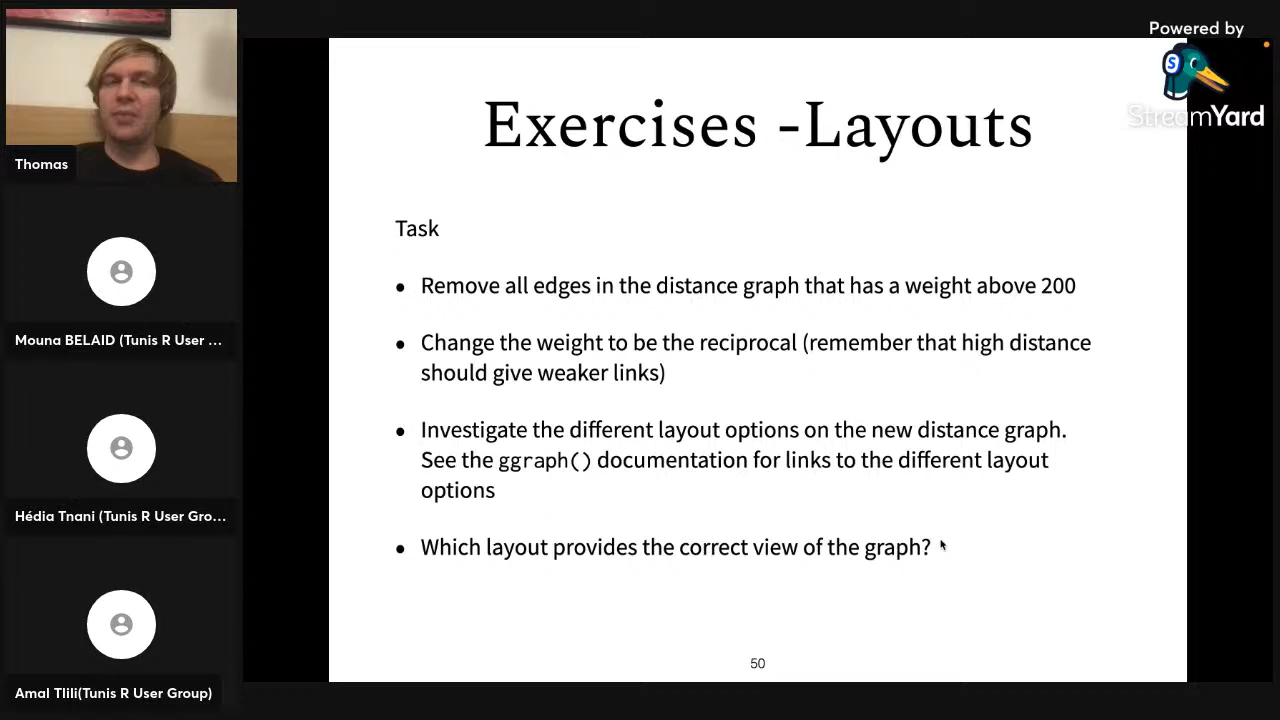 Powered by
StreamYard
Thomas
Mouna BELAID (Tunis R User ...
Hédia Tnani (Tunis R User Gro...
Amal Tlili(Tunis R User Group)
Exercises -Layouts
Task
• Remove all edges in the distance graph that has a weight above 200
• Change the weight to be the reciprocal (remember that high distance
should give weaker links)
• Investigate the different layout options on the new distance graph.
See the ggraph() documentation for links to the different layout
options
• Which layout provides the correct view of the graph?
50